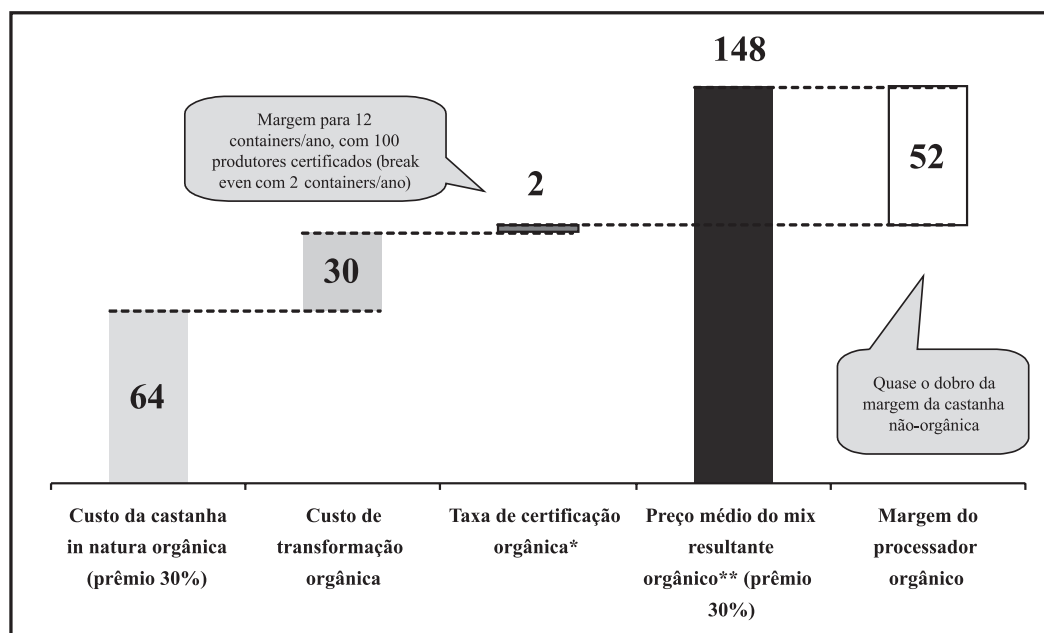 148
Margem para 12
containers/ano, com 100
produtores certificados (break
even com 2 containers/ano)
2
52
30
64
Quase o dobro da
margem da castanha
não-orgânica
Custo da castanha
in natura orgânica
(prêmio 30%)
Custo de
transformação
orgânica
Taxa de certificação
orgânica*
Preço médio do mix
resultante
orgânico** (prêmio
30%)
Margem do
processador
orgânico